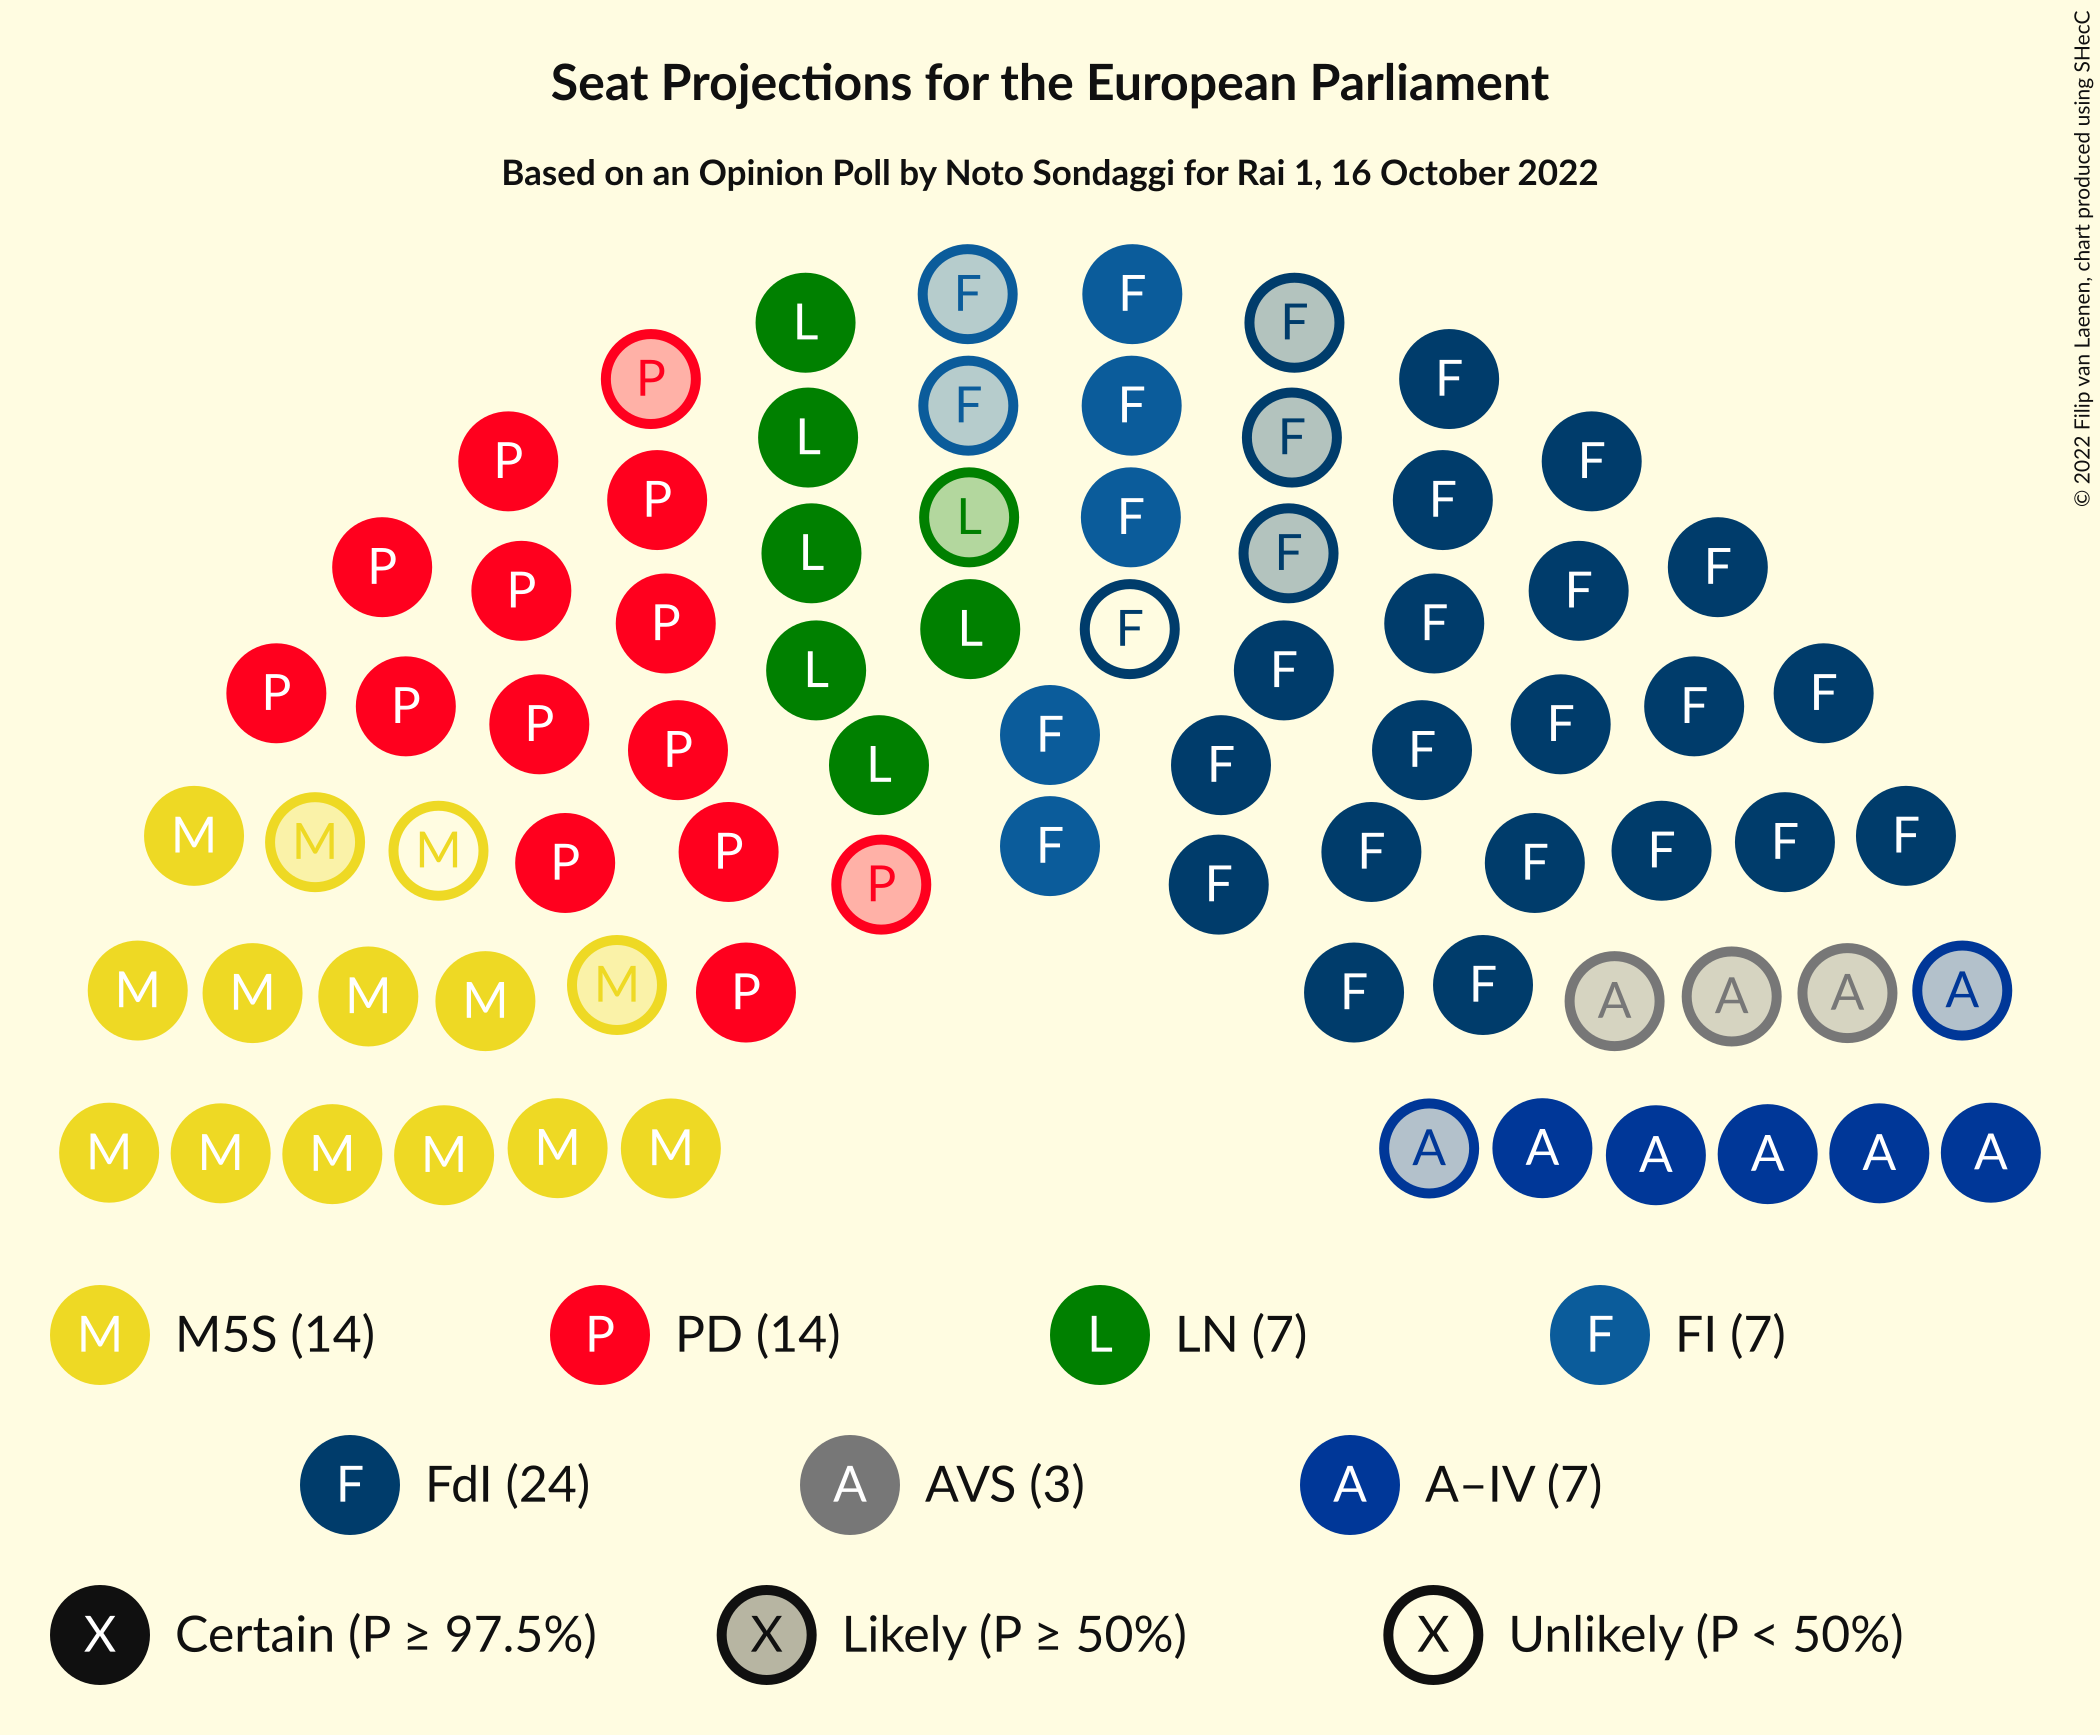 Seat Projections for the European Parliament
Based on an Opinion Poll by Noto Sondaggi for Rai 1, 16 October 2022
© 2022 Filip van Laenen, chart produced using SHecC
F F
L F
P F
L F F F
P F
P F
L F F
P F
P F
L F F
P F
L F
P F
P F
P F
P F
F
L F
M M M P P F F F F F F
P F
M M M M M P F F A A A A
M M M M M M A A A A A A
M M5S (14) P PD (14) L LN (7) F FI (7)
F FdI (24) A AVS (3) A A–IV (7)
X Certain (P ≥ 97.5%) X Likely (P ≥ 50%) X Unlikely (P < 50%)